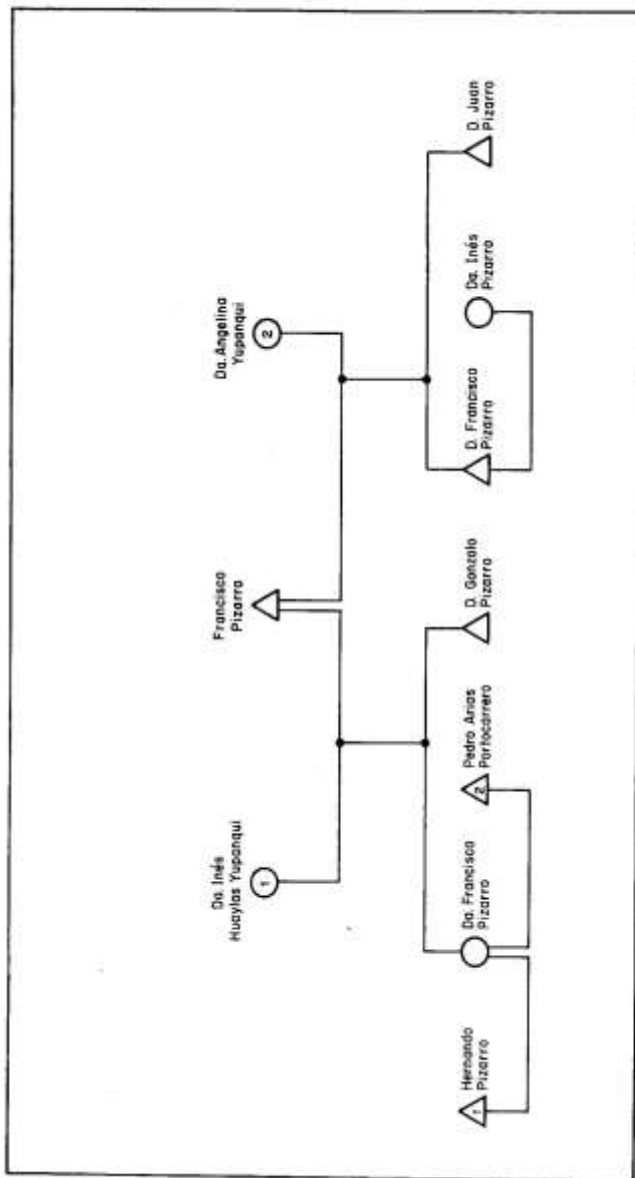 Da. Inés
Huaylas Yupanqui
1
Francisco
Pizarro
Da. Angelina
Yupanqui
2
Hernando
Pizarro
1
Da. Francisca
Pizarro
Pedro Arias
Portocarrero
2
D. Gonzalo
Pizarro
D. Francisco
Pizarro
Da. Inés
Pizarro
D. Juan
Pizarro